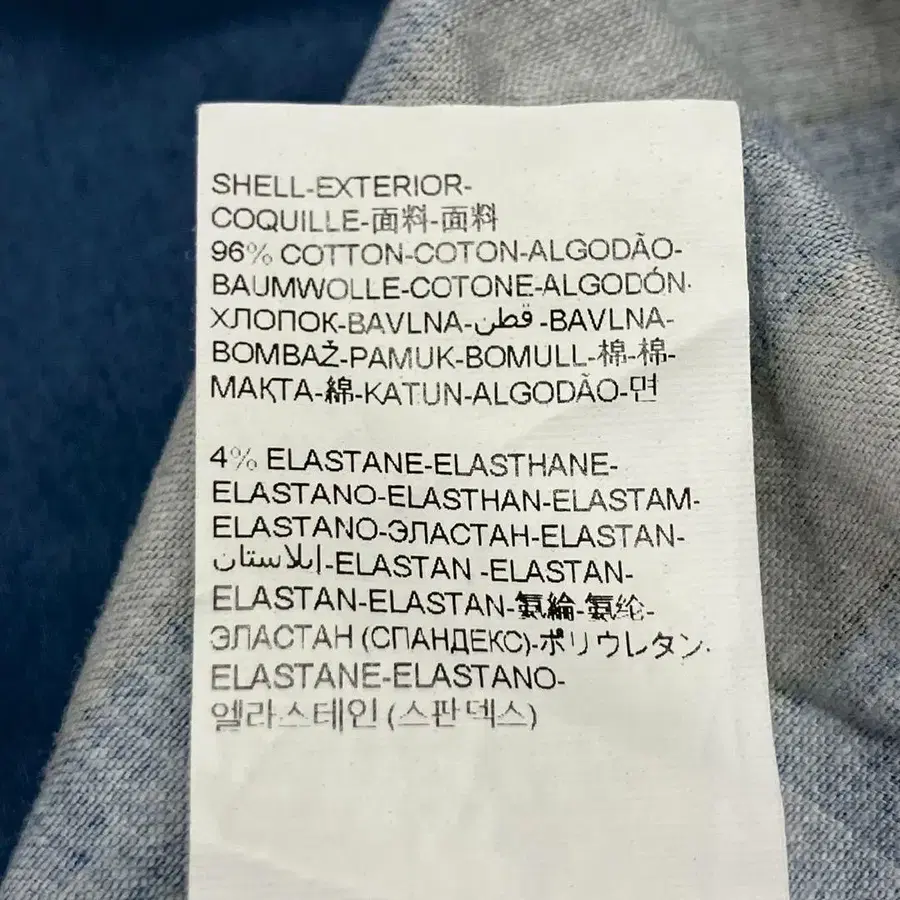 SHELL-EXTERIOR-
COQUILLE-面料-面料
96% COTTON-COTON-ALGODÃO-
BAUMWOLLE-COTONE-ALGODÓN-
ХЛОПОК-BAVLNA-قطن-BAVLNA-
BOMBAŽ-PAMUK-BOMULL-棉-棉-
МАҚТА-綿-KATUN-ALGODÃO-면
4% ELASTANE-ELASTHANE-
ELASTANO-ELASTHAN-ELASTAM-
ELASTANO-ЭЛАСТАН-ELASTAN-
إيلاستان-ELASTAN -ELASTAN-
ELASTAN-ELASTAN-氨綸-氨纶-
ЭЛАСТАН (СПАНДЕКС)-ポリウレタン-
ELASTANE-ELASTANO-
엘라스테인 (스판덱스)